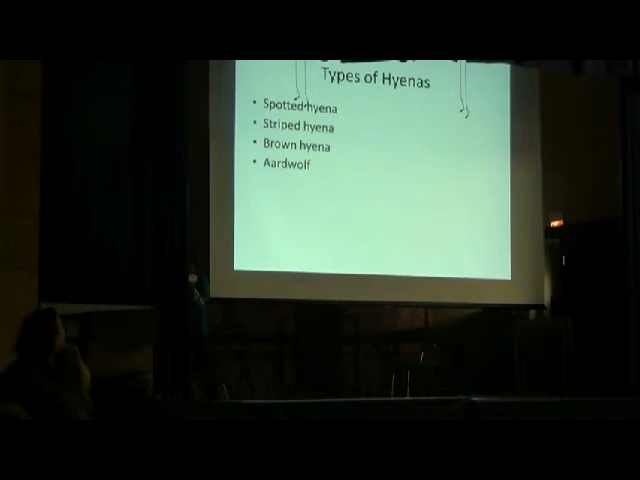 Types of Hyenas
• Spotted hyena
• Striped hyena
• Brown hyena
• Aardwolf